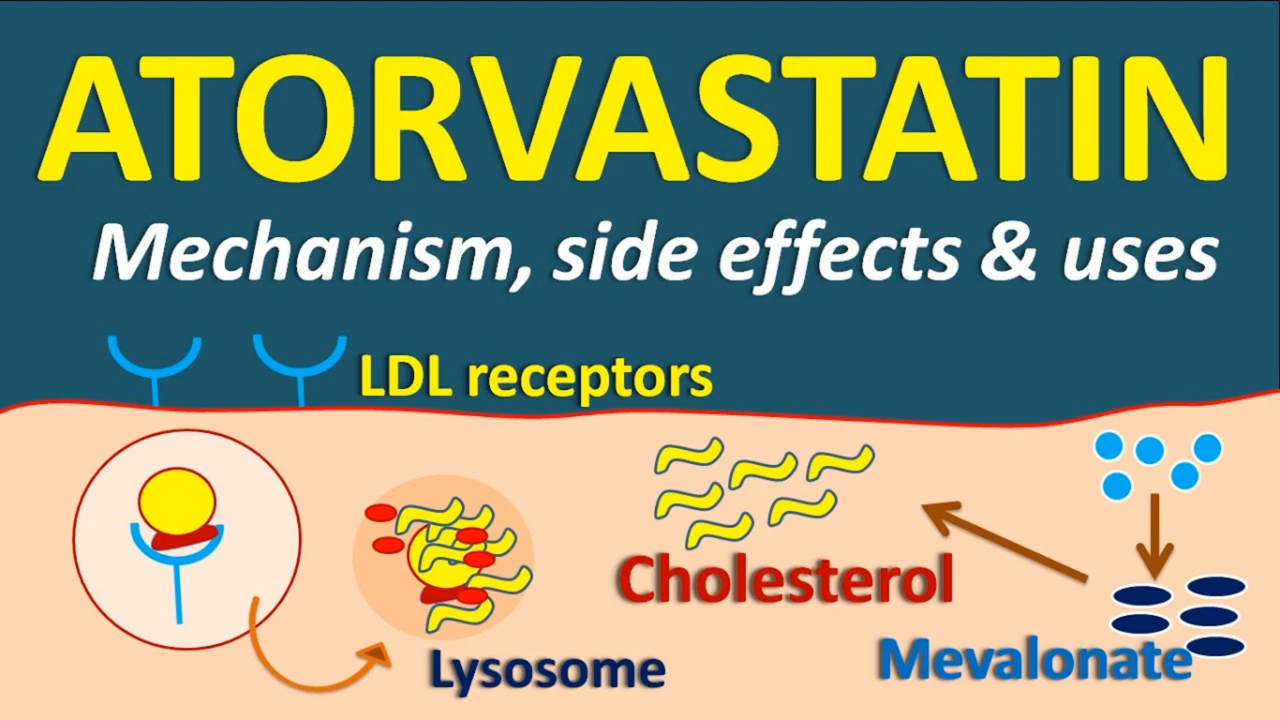 ATORVASTATIN
Mechanism, side effects & uses
LDL receptors
Cholesterol
Mevalonate
Lysosome